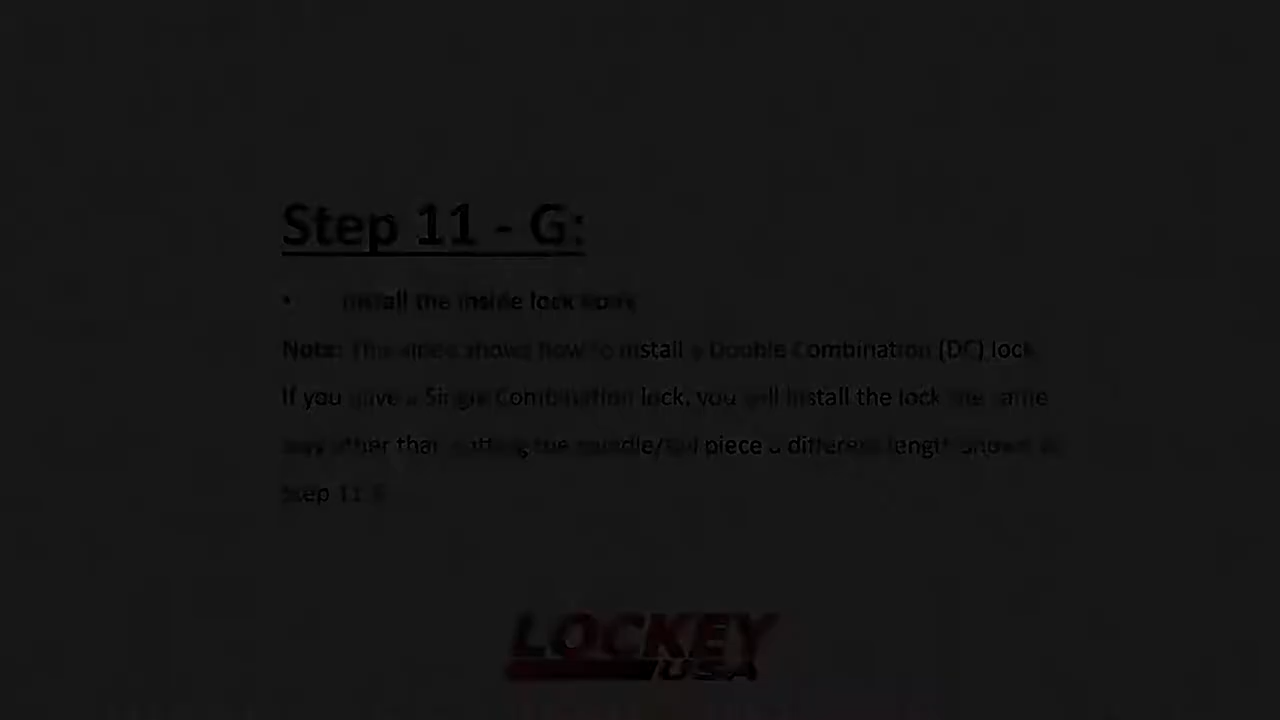 Step 11 - G:
• Install the inside lock body
Note: This video shows how to install a Double Combination (DC) lock.
If you have a Single Combination lock, you will install the lock the same
way other than cutting the spindle/tail piece a different length shown in
Step 11
LOCKEY
USA